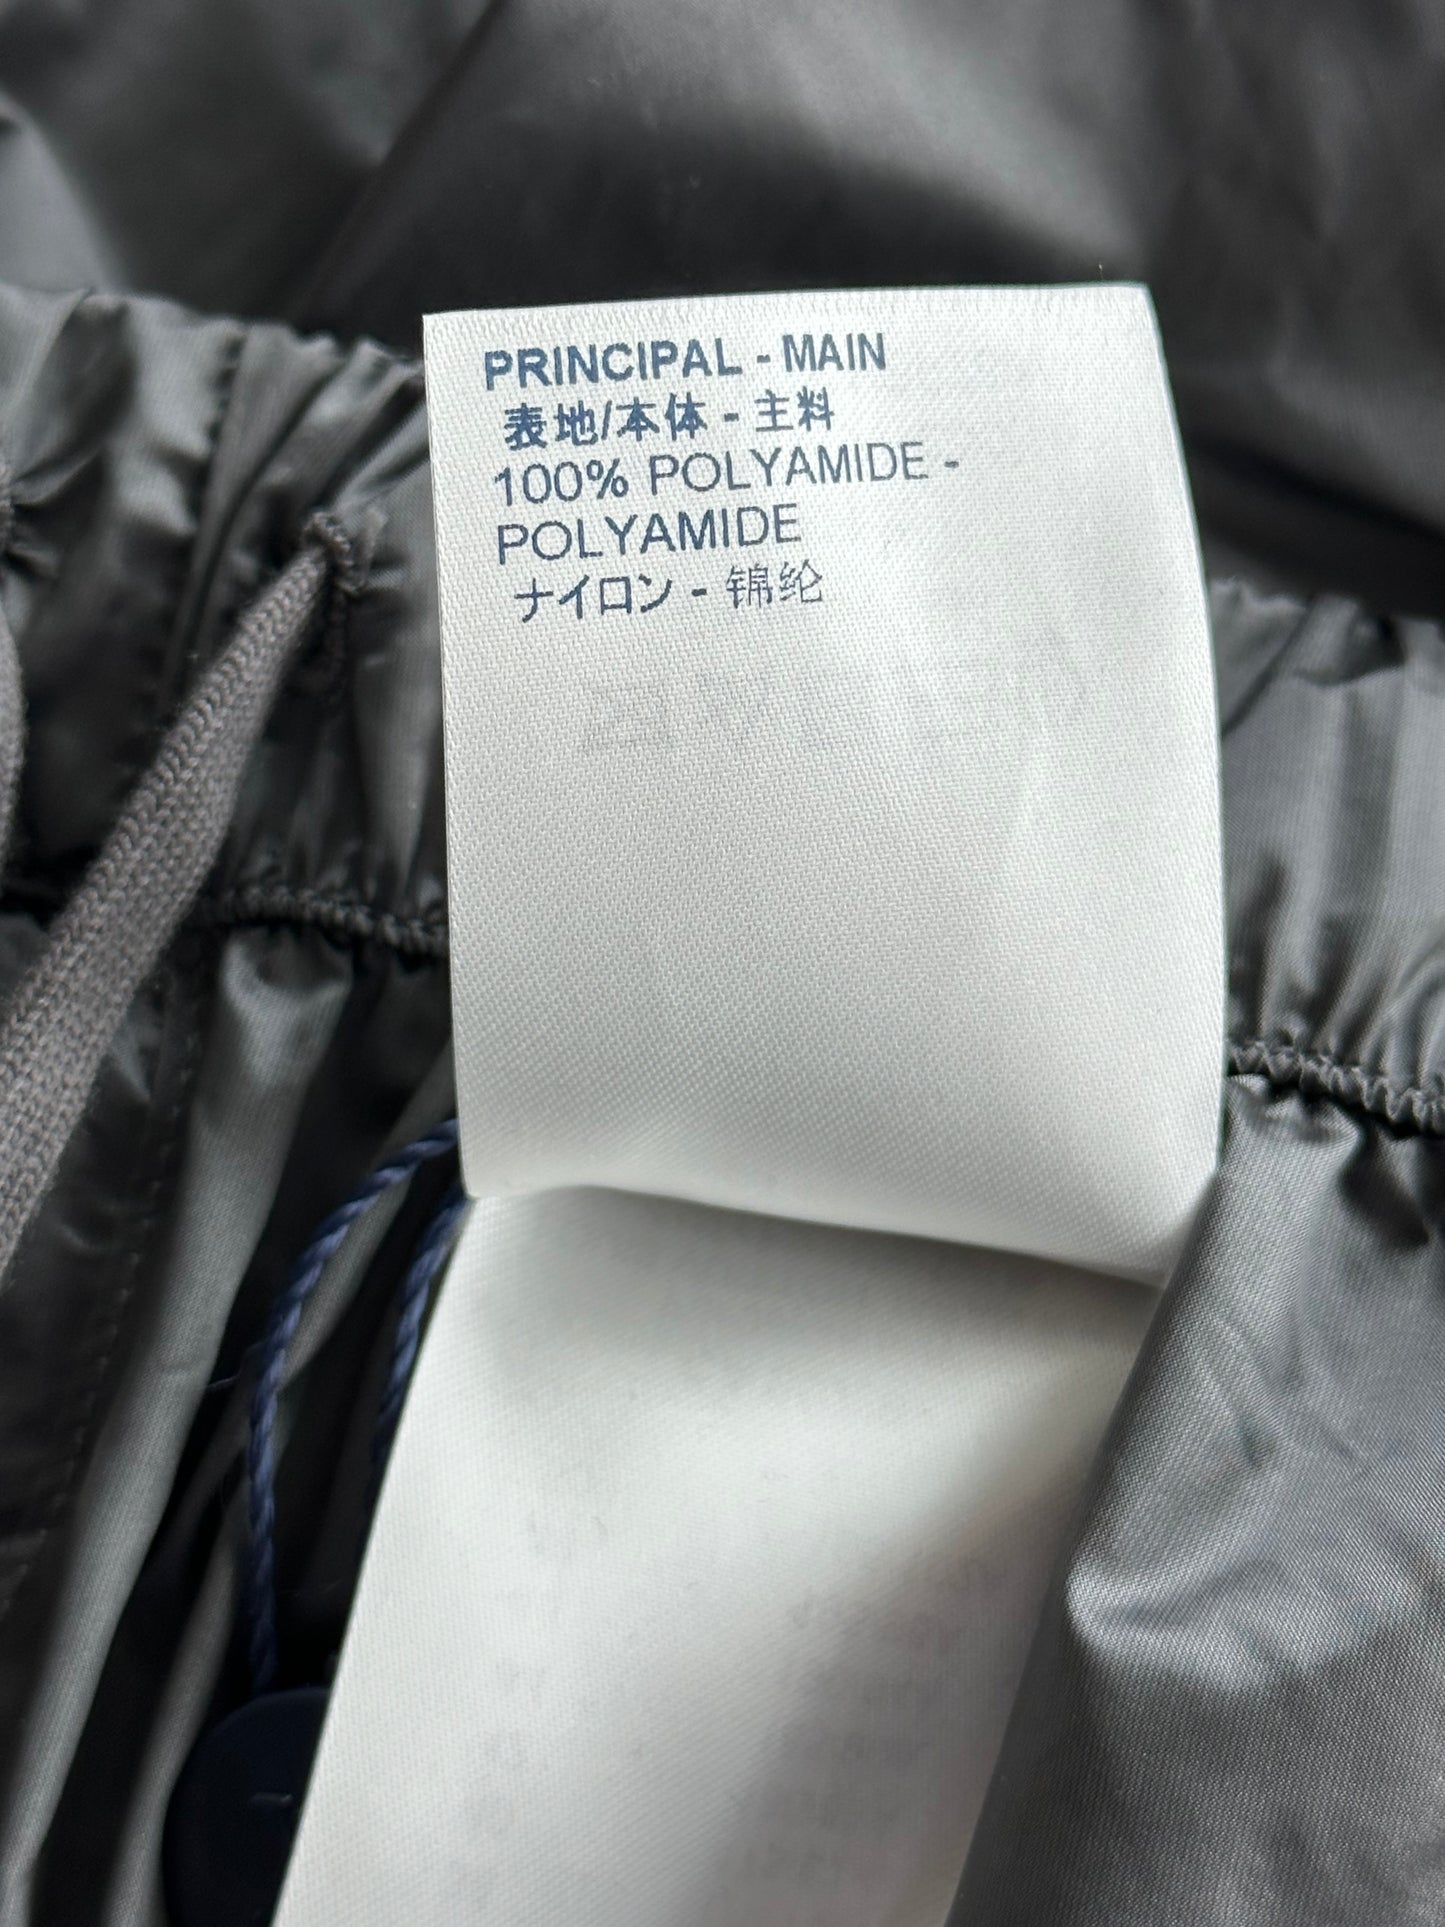 PRINCIPAL - MAIN
表地/本体 - 主料
100% POLYAMIDE -
POLYAMIDE
ナイロン - 锦纶